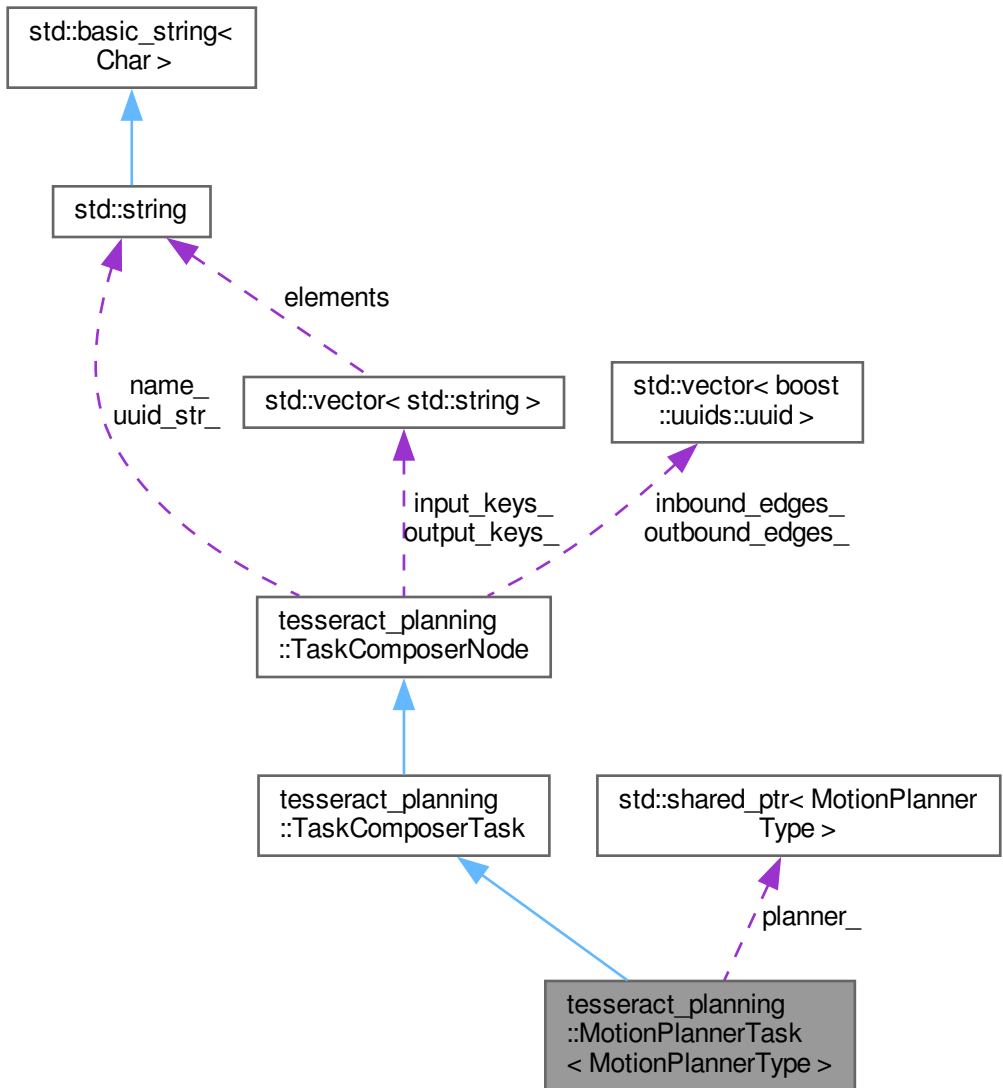 std::basic_string<
Char >
std::string
elements
name_
uuid_str_
std::vector< std::string >
std::vector< boost
::uuids::uuid >
input_keys_
output_keys_
inbound_edges_
outbound_edges_
tesseract_planning
::TaskComposerNode
tesseract_planning
::TaskComposerTask
std::shared_ptr< MotionPlanner
Type >
planner_
tesseract_planning
::MotionPlannerTask
< MotionPlannerType >